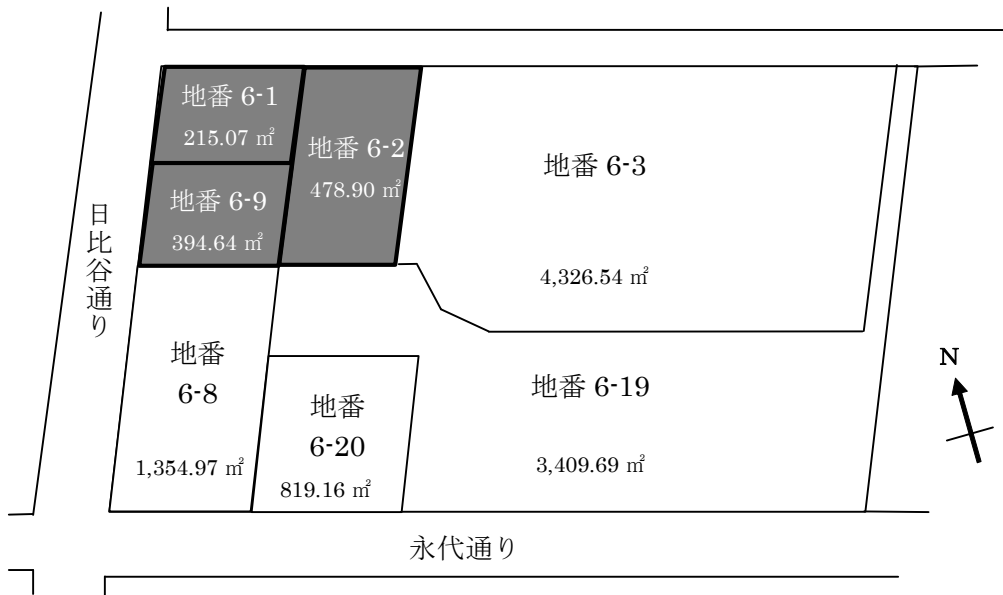 地番 6-1
215.07 ㎡
地番 6-2
478.90 ㎡
地番 6-9
394.64 ㎡
地番 6-3
4,326.54 ㎡
日比谷通り
地番
6-8
1,354.97 ㎡
地番
6-20
819.16 ㎡
地番 6-19
3,409.69 ㎡
N
永代通り